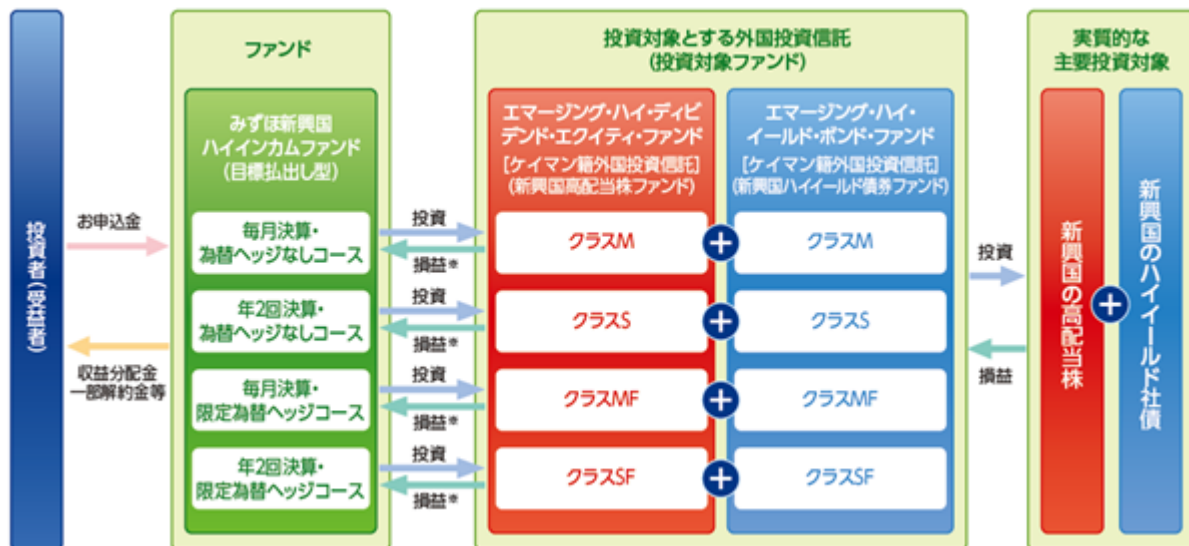 投資者(受益者)
お申込金
収益分配金
一部解約金等
ファンド
みずほ新興国
ハイインカムファンド
(目標払出し型)
毎月決算・
為替ヘッジなしコース
年2回決算・
為替ヘッジなしコース
毎月決算・
限定為替ヘッジコース
年2回決算・
限定為替ヘッジコース
投資
損益※
投資
損益※
投資
損益※
投資
損益※
投資対象とする外国投資信託
(投資対象ファンド)
エマージング・ハイ・ディビ
デンド・エクイティ・ファンド
[ケイマン籍外国投資信託]
(新興国高配当株ファンド)
クラスM
クラスS
クラスMF
クラスSF
エマージング・ハイ・
イールド・ボンド・ファンド
[ケイマン籍外国投資信託]
(新興国ハイイールド債券ファンド)
クラスM
クラスS
クラスMF
クラスSF
投資
損益
実質的な
主要投資対象
新興国の高配当株
新興国のハイイールド社債